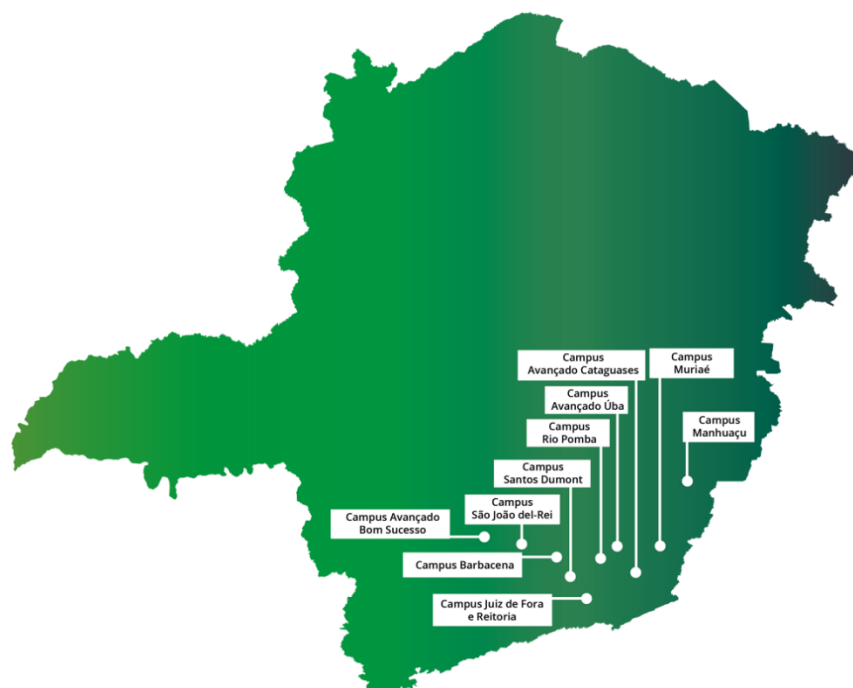 Campus
Avançado Cataguases
Campus
Muriaé
Campus
Avançado Úba
Campus
Manhuaçu
Campus
Rio Pomba
Campus
Santos Dumont
Campus
São João del-Rei
Campus Avançado
Bom Sucesso
Campus Barbacena
Campus Juiz de Fora
e Reitoria